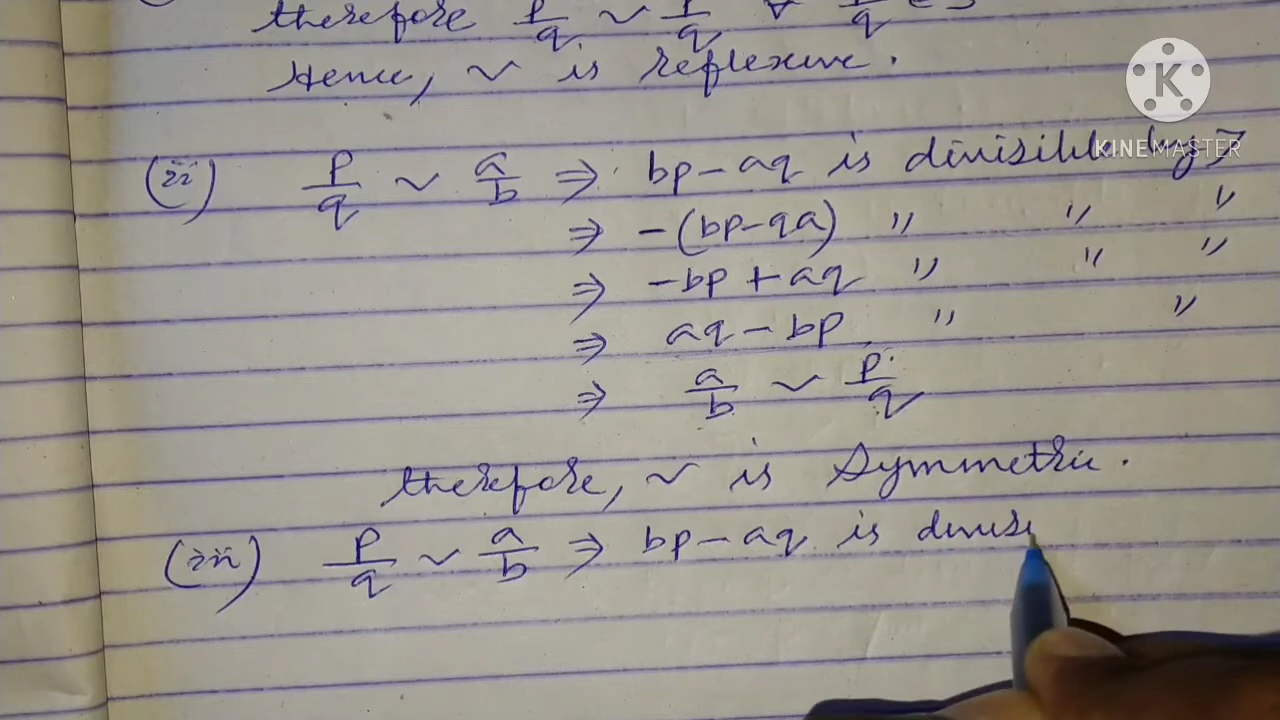 therefore p/q ~ p/q ∀ p/q ∈ S
Hence, ~ is reflexive.
K
KINEMASTER
(ii) p/q ~ a/b ⇒ bp-aq is divisible by 7
⇒ -(bp-qa) " " "
⇒ -bp+aq " " "
⇒ aq-bp " "
⇒ a/b ~ p/q
therefore, ~ is Symmetric.
(iii) p/q ~ a/b ⇒ bp-aq is divisi